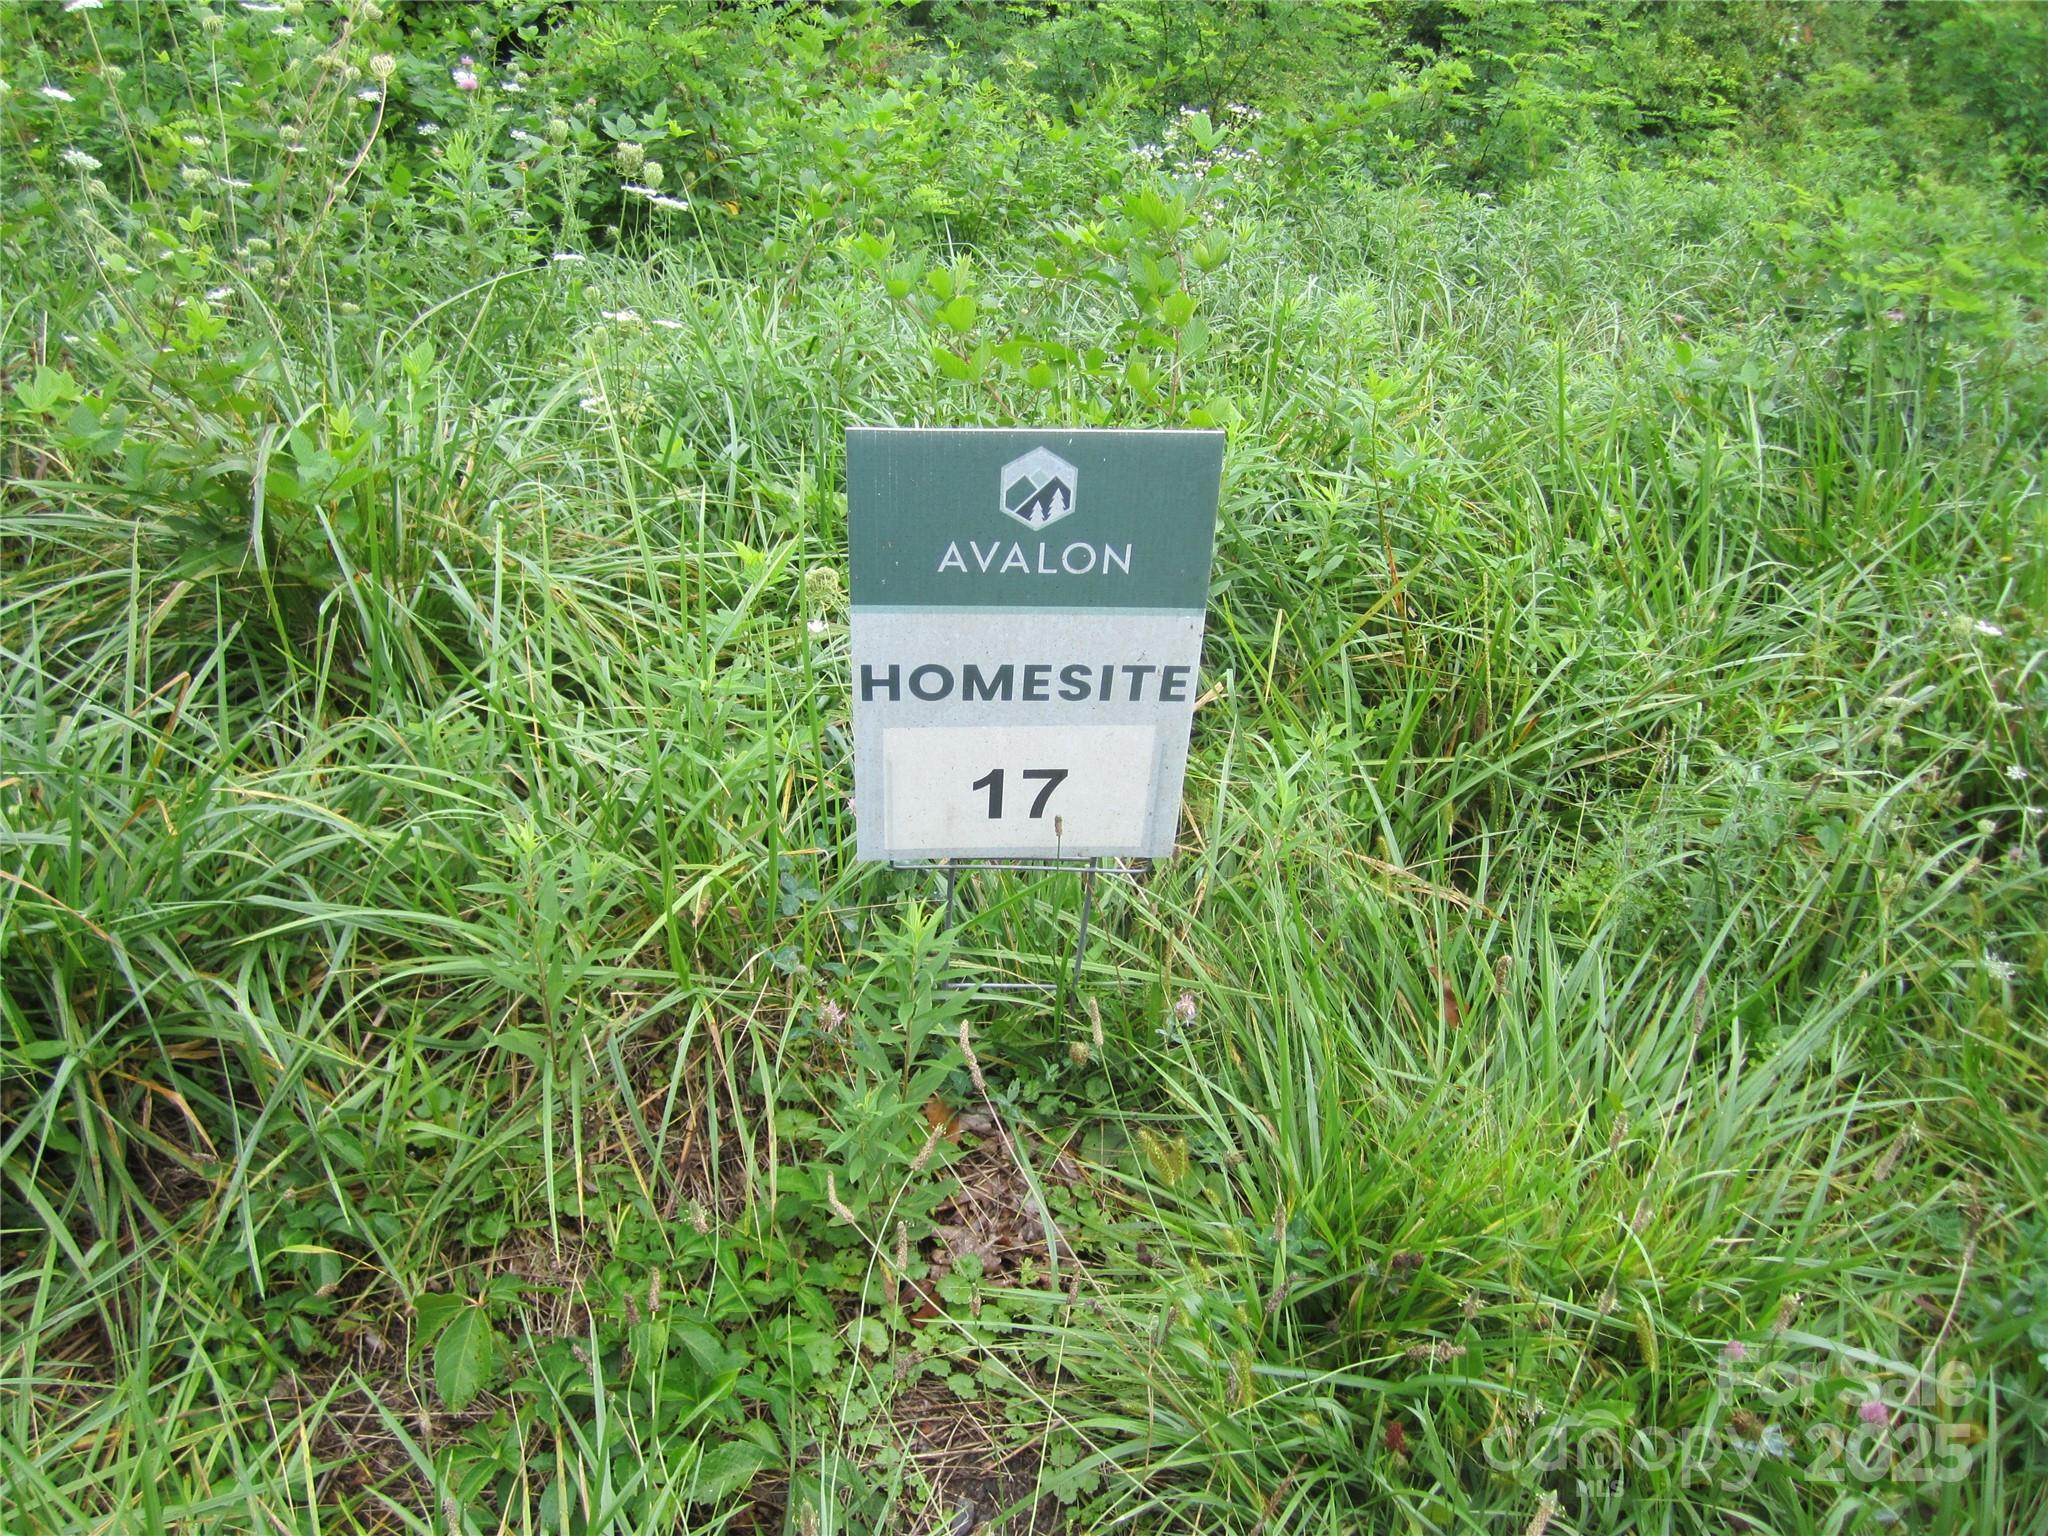 AVALON
HOMESITE
17
For Sale
canopy 2025
MLS